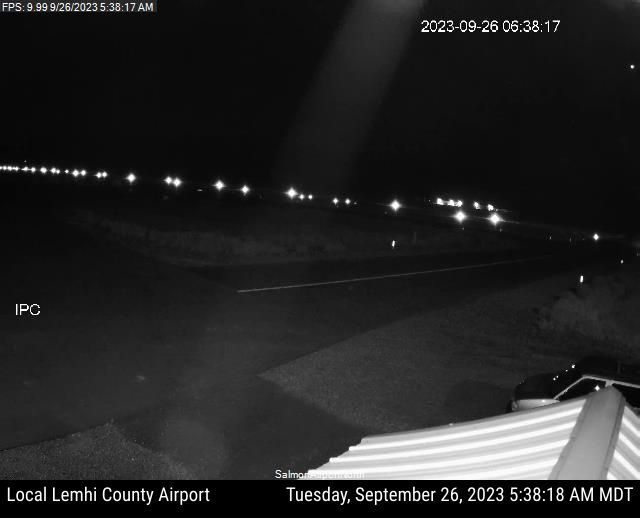 FPS: 9.99 9/26/2023 5:38:17 AM
2023-09-26 06:38:17
IPC
Local Lemhi County Airport
Tuesday, September 26, 2023 5:38:18 AM MDT